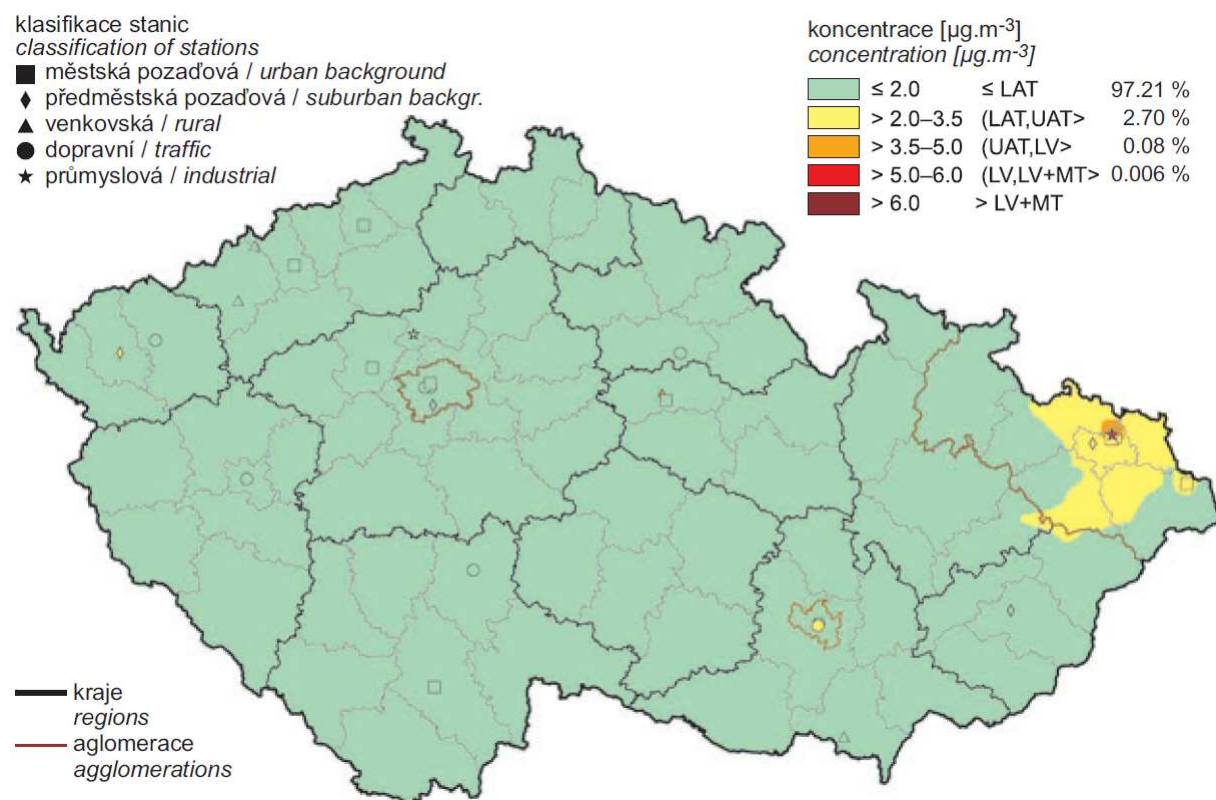 klasifikace stanic
classification of stations
městská pozaďová / urban background
předměstská pozaďová / suburban backgr.
venkovská / rural
dopravní / traffic
průmyslová / industrial
koncentrace [µg.m-3]
concentration [µg.m-3]
≤ 2.0 ≤ LAT 97.21 %
> 2.0–3.5 (LAT,UAT> 2.70 %
> 3.5–5.0 (UAT,LV> 0.08 %
> 5.0–6.0 (LV,LV+MT> 0.006 %
> 6.0 > LV+MT
kraje
regions
aglomerace
agglomerations